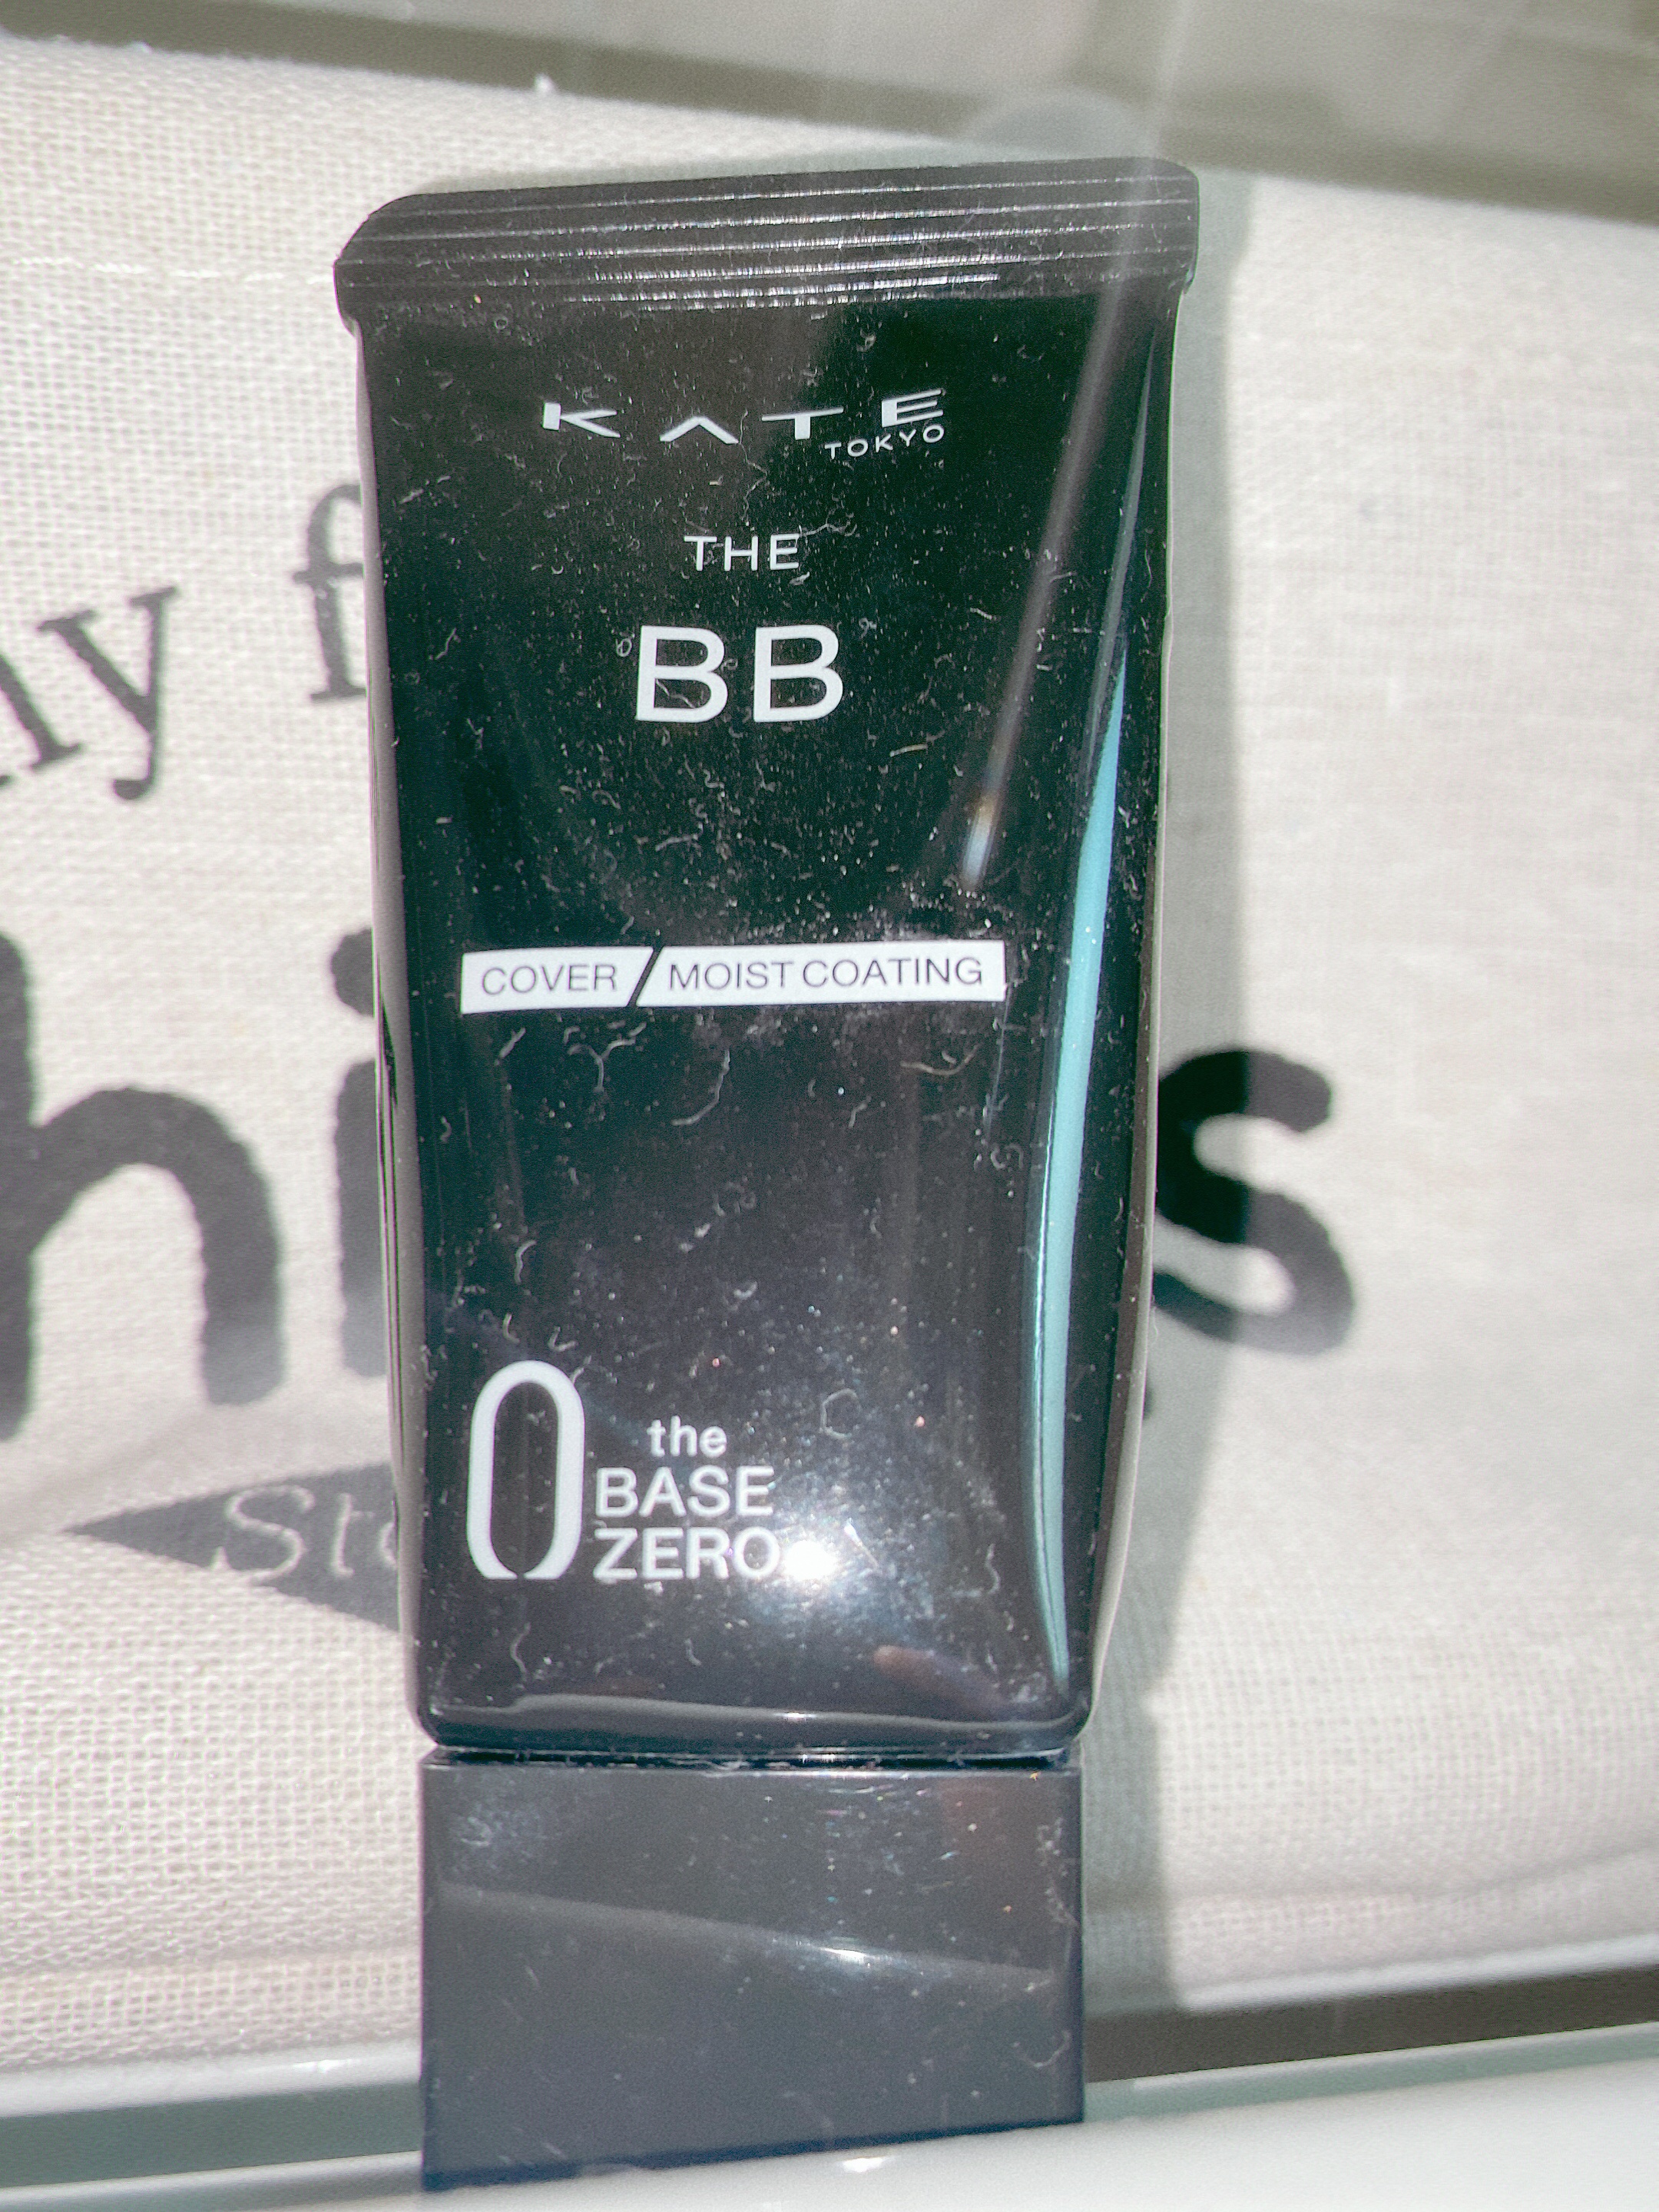 KATE
TOKYO
THE
BB
COVER / MOIST COATING
0
the
BASE
ZERO